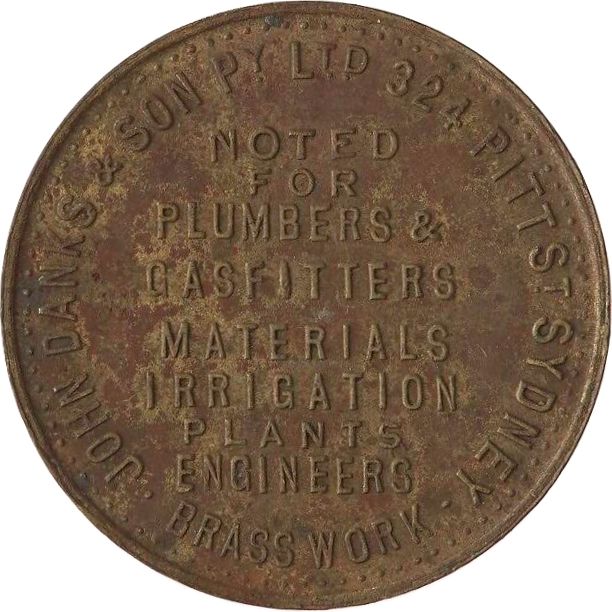 JOHN DANKS & SON PY LTD 324 PITT ST SYDNEY
NOTED
FOR
PLUMBERS &
GASFITTERS
MATERIALS
IRRIGATION
PLANTS
ENGINEERS
· BRASS WORK ·